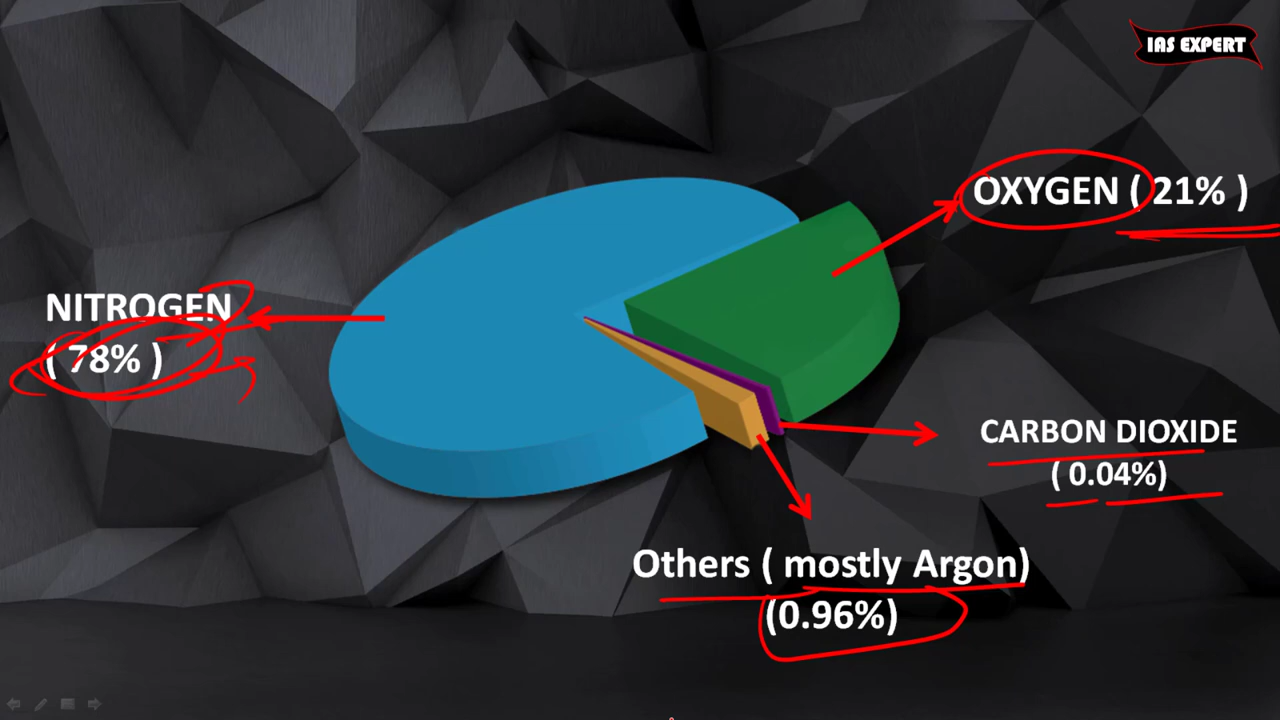 IAS EXPERT
OXYGEN ( 21% )
NITROGEN
( 78% )
CARBON DIOXIDE
( 0.04%)
Others ( mostly Argon)
(0.96%)